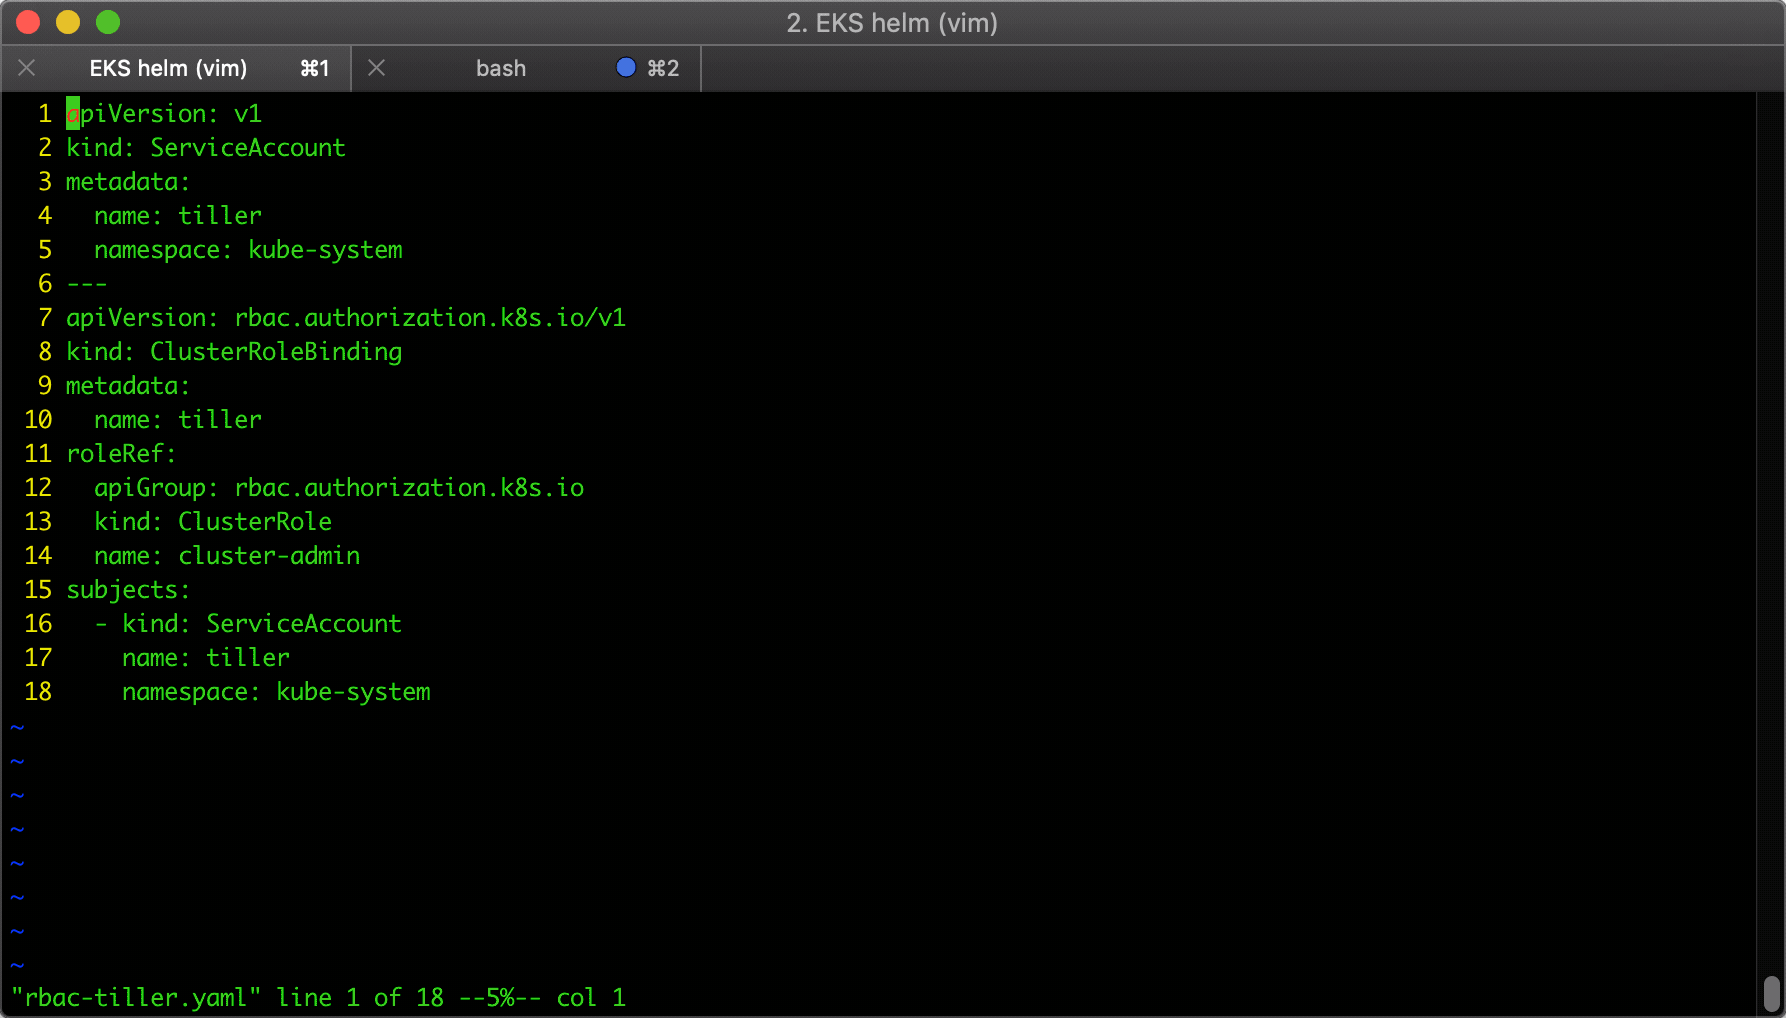 2. EKS helm (vim)
EKS helm (vim) ⌘1 bash ⌘2
1 apiVersion: v1
2 kind: ServiceAccount
3 metadata:
4   name: tiller
5   namespace: kube-system
6 ---
7 apiVersion: rbac.authorization.k8s.io/v1
8 kind: ClusterRoleBinding
9 metadata:
10   name: tiller
11 roleRef:
12   apiGroup: rbac.authorization.k8s.io
13   kind: ClusterRole
14   name: cluster-admin
15 subjects:
16   - kind: ServiceAccount
17     name: tiller
18     namespace: kube-system
~
~
~
~
~
~
~
~
"rbac-tiller.yaml" line 1 of 18 --5%-- col 1